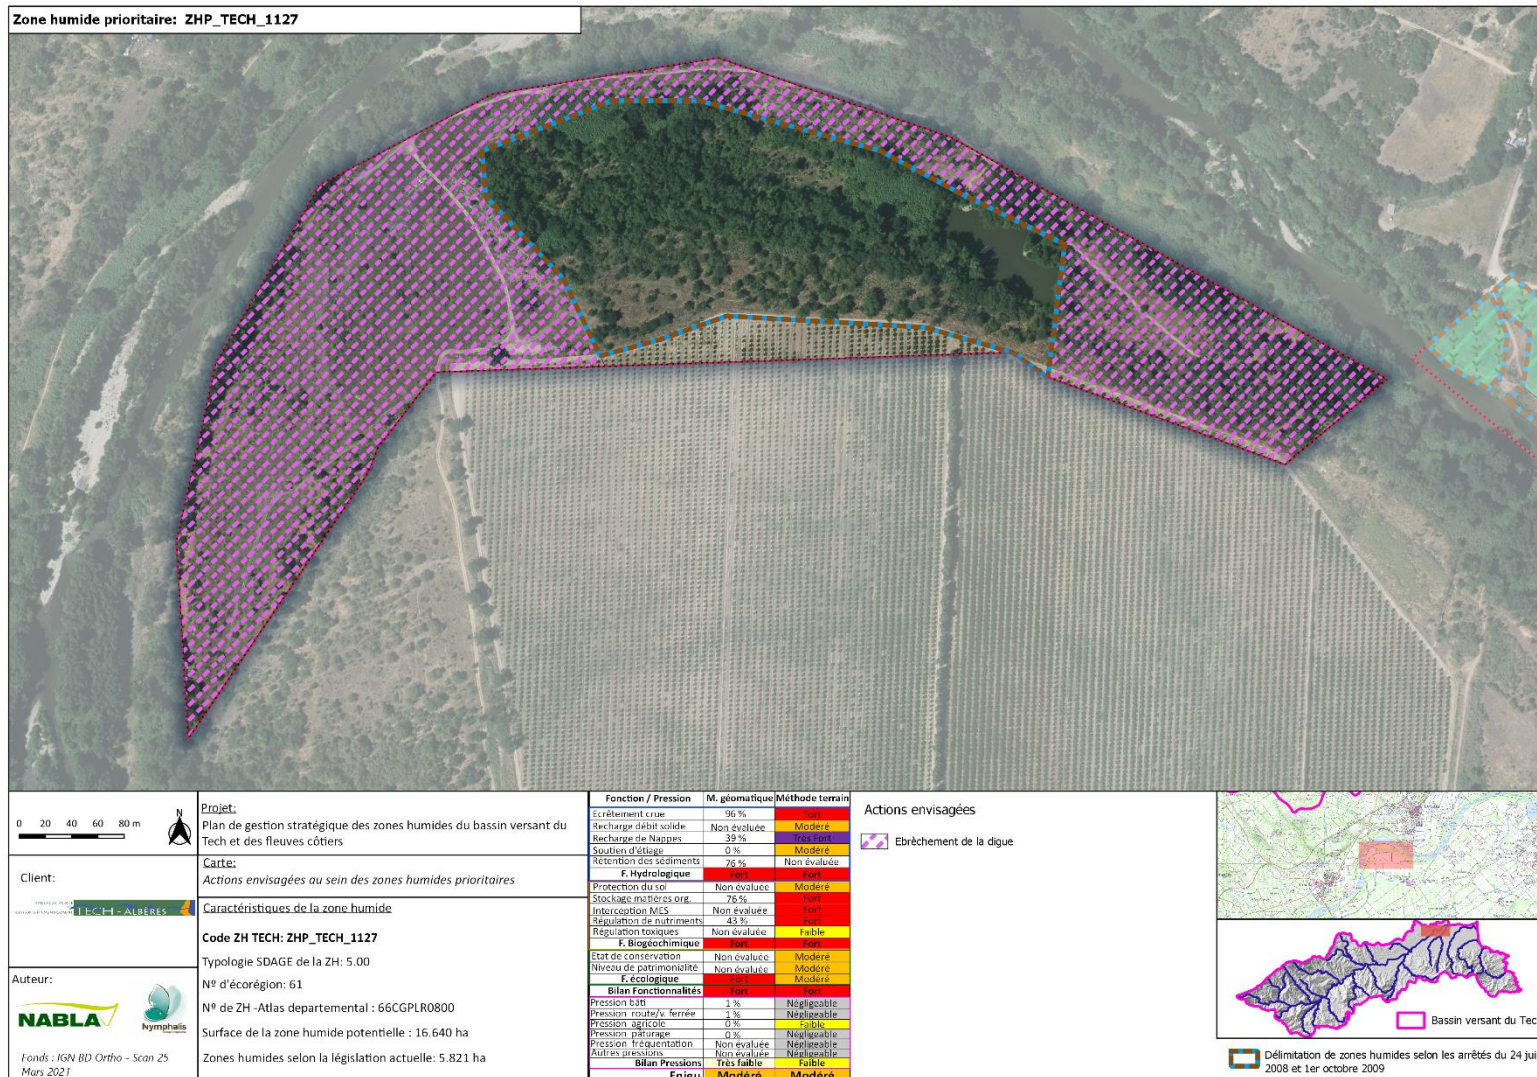 Zone humide prioritaire: ZHP_TECH_1127
0 20 40 60 80 m
N
Client:
TECH - ALBÈRES
Auteur:
NABLA
Nymphalis
Fonds : IGN BD Ortho - Scan 25
Mars 2021
Projet:
Plan de gestion stratégique des zones humides du bassin versant du
Tech et des fleuves côtiers
Carte:
Actions envisagées au sein des zones humides prioritaires
Caractéristiques de la zone humide
Code ZH TECH: ZHP_TECH_1127
Typologie SDAGE de la ZH: 5.00
Nº d'écorégion: 61
Nº de ZH -Atlas departemental : 66CGPLR0800
Surface de la zone humide potentielle : 16.640 ha
Zones humides selon la législation actuelle: 5.821 ha
Fonction / Pression M. géomatique Méthode terrain
Ecrêtement crue 96 % Fort
Recharge débit solide Non évaluée Modéré
Recharge de Nappes 39 % Très Fort
Soutien d'étiage 0 % Modéré
Rétention des sédiments 76 % Non évaluée
F. Hydrologique Fort Fort
Protection du sol Non évaluée Modéré
Stockage matières org. 76 % Fort
Interception MES Non évaluée Fort
Régulation de nutriments 43 % Fort
Régulation toxiques Non évaluée Faible
F. Biogéochimique Fort Fort
Etat de conservation Non évaluée Modéré
Niveau de patrimonialité Non évaluée Modéré
F. écologique Fort Modéré
Bilan Fonctionnalités Fort Fort
Pression bâti 1 % Négligeable
Pression route/v. ferrée 1 % Négligeable
Pression agricole 0 % Faible
Pression pâturage 0 % Négligeable
Pression fréquentation Non évaluée Négligeable
Autres pressions Non évaluée Négligeable
Bilan Pressions Très faible Faible
Enjeu Modéré Modéré
Actions envisagées
Ebrèchement de la digue
Bassin versant du Tec
Délimitation de zones humides selon les arrêtés du 24 jui
2008 et 1er octobre 2009